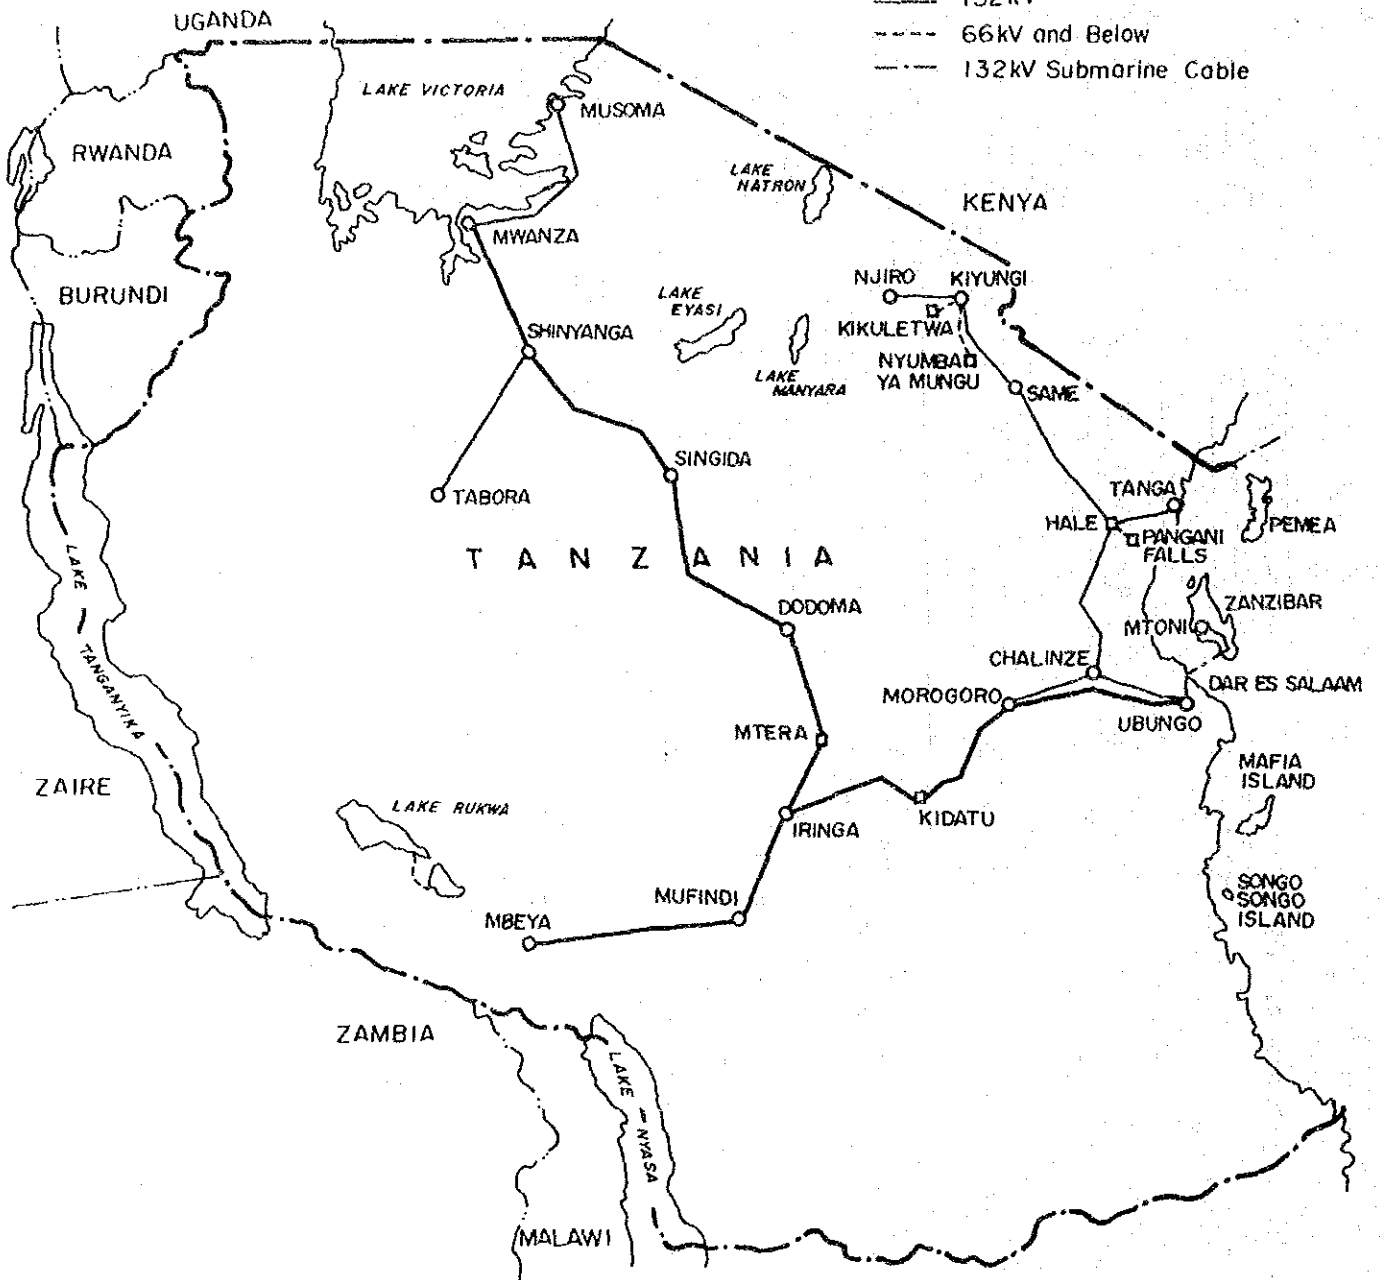 132kV
66kV and Below
132kV Submarine Cable
UGANDA
LAKE VICTORIA
MUSOMA
RWANDA
LAKE
NATRON
KENYA
MWANZA
BURUNDI
NJIRO
KIYUNGI
LAKE
EYASI
KIKULETWA
SHINYANGA
NYUMBA
YA MUNGU
LAKE
MANYARA
SAME
SINGIDA
TABORA
TANGA
HALE
PEMEA
PANGANI
FALLS
TANZANIA
DODOMA
ZANZIBAR
MTONI
CHALINZE
DAR ES SALAAM
MOROGORO
UBUNGO
LAKE TANGANYIKA
MTERA
MAFIA
ISLAND
ZAIRE
LAKE RUKWA
IRINGA
KIDATU
SONGO
SONGO
ISLAND
MUFINDI
MBEYA
ZAMBIA
LAKE NYASA
MALAWI